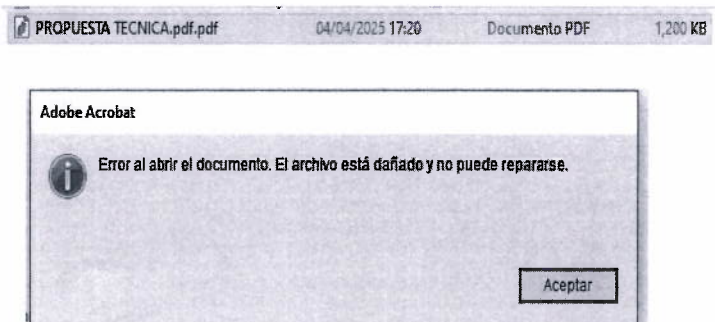 PROPUESTA TECNICA.pdf.pdf 04/04/2025 17:20 Documento PDF 1,200 KB
Adobe Acrobat
Error al abrir el documento. El archivo está dañado y no puede repararse.
Aceptar